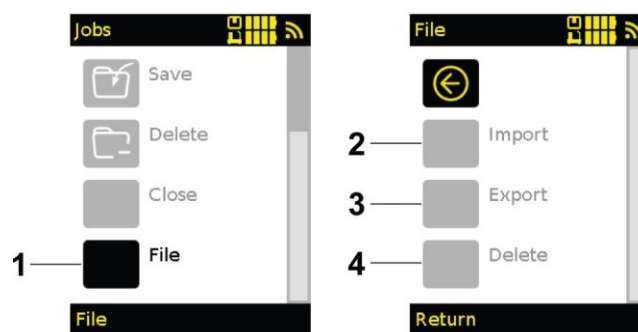 Jobs
Save
Delete
Close
1
File
File
File
2
Import
3
Export
4
Delete
Return